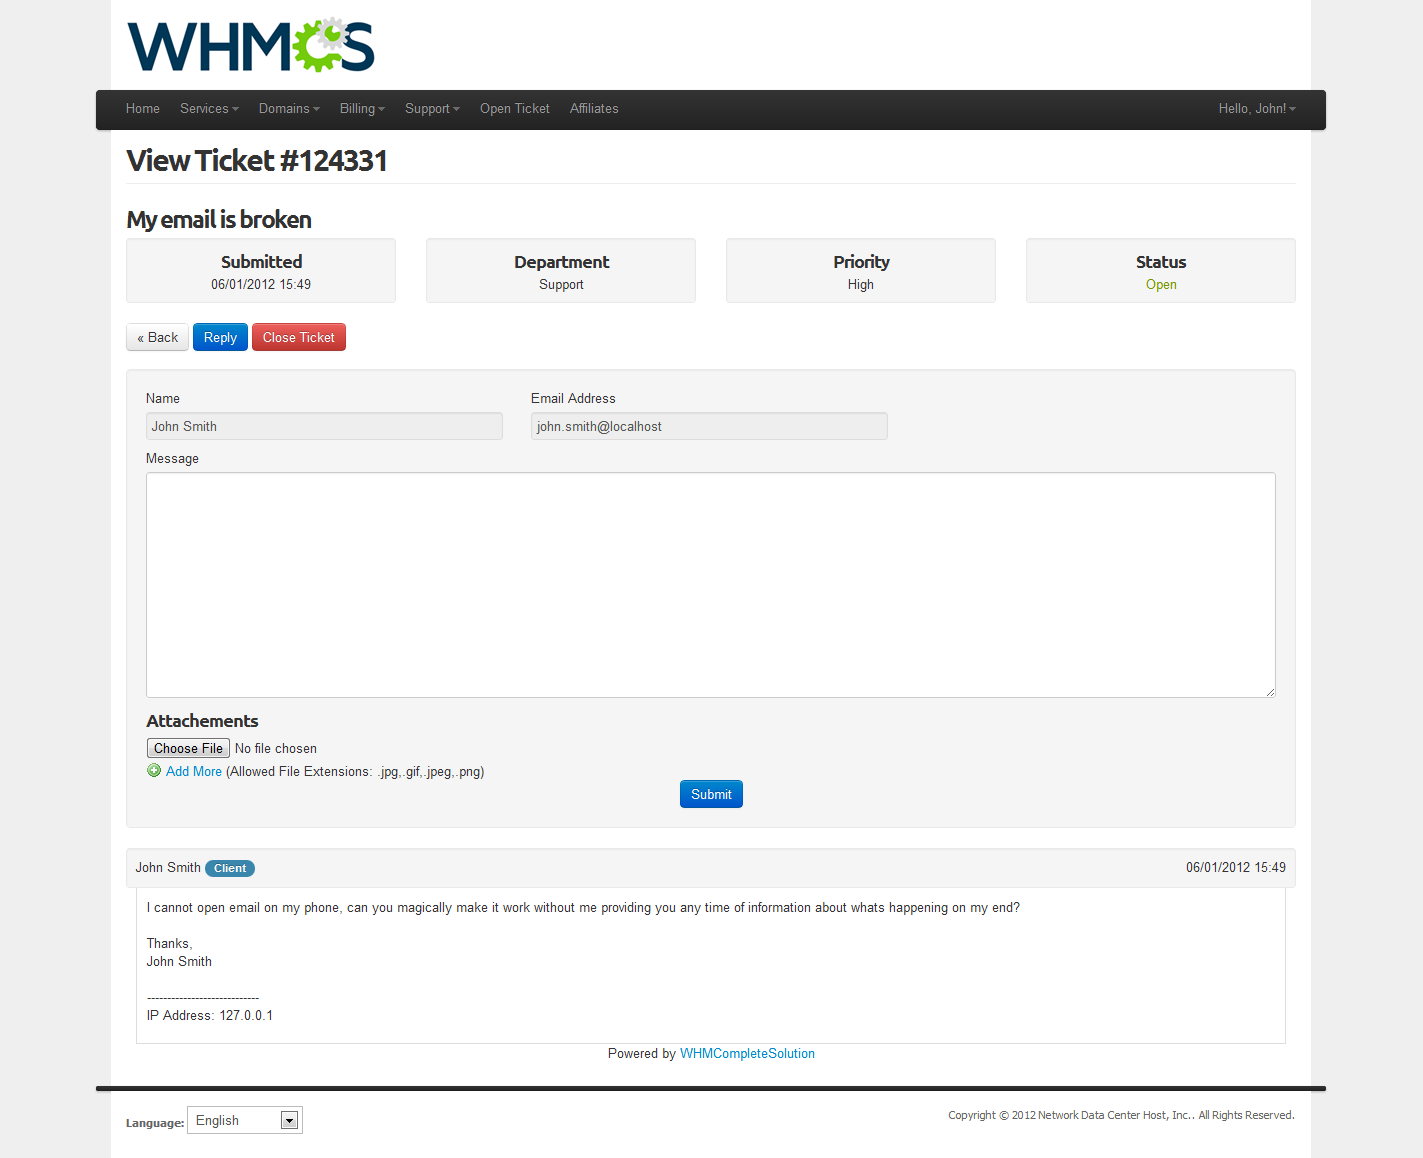 WHMCS
Home Services Domains Billing Support Open Ticket Affiliates Hello, John!
View Ticket #124331
My email is broken
Submitted Department Priority Status
06/01/2012 15:49 Support High Open
« Back Reply Close Ticket
Name Email Address
John Smith john.smith@localhost
Message
Attachements
Choose File No file chosen
Add More (Allowed File Extensions: .jpg,.gif,.jpeg,.png)
Submit
John Smith Client 06/01/2012 15:49
I cannot open email on my phone, can you magically make it work without me providing you any time of information about whats happening on my end?
Thanks,
John Smith
----------------------------
IP Address: 127.0.0.1
Powered by WHMCompleteSolution
Language: English Copyright © 2012 Network Data Center Host, Inc.. All Rights Reserved.